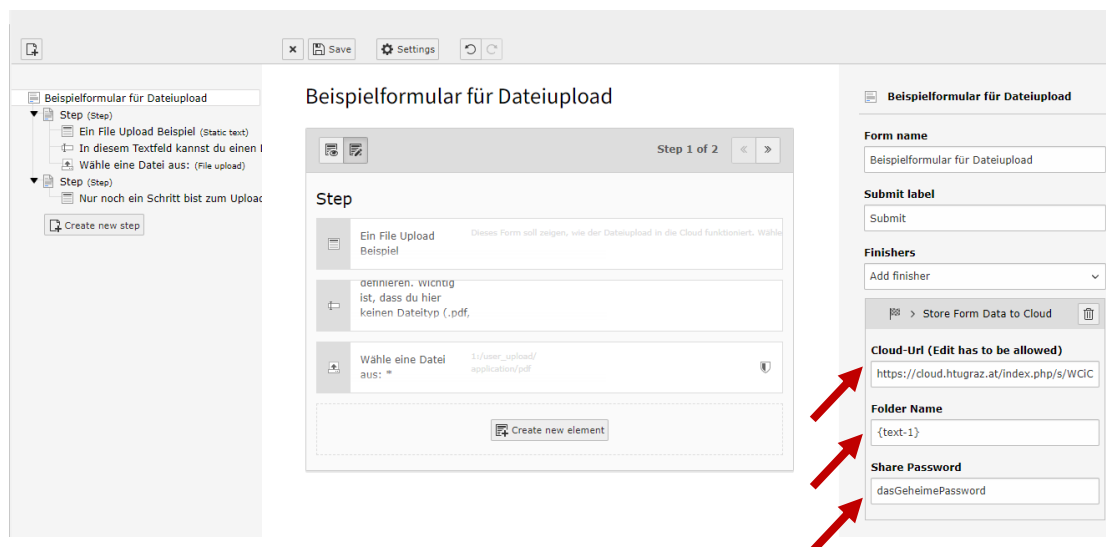 Save
Settings
Beispielformular für Dateiupload
Step (Step)
Ein File Upload Beispiel (Static text)
In diesem Textfeld kannst du einen
Wähle eine Datei aus: (File upload)
Step (Step)
Nur noch ein Schritt bist zum Uploac
Create new step
Beispielformular für Dateiupload
Step 1 of 2
Step
Ein File Upload
Beispiel
Dieses Form soll zeigen, wie der Dateiupload in die Cloud funktioniert. Wähle
definieren. Wichtig
ist, dass du hier
keinen Dateityp (.pdf,
Wähle eine Datei
aus: *
1:/user_upload/
application/pdf
Create new element
Beispielformular für Dateiupload
Form name
Beispielformular für Dateiupload
Submit label
Submit
Finishers
Add finisher
> Store Form Data to Cloud
Cloud-Url (Edit has to be allowed)
https://cloud.htugraz.at/index.php/s/WCiC
Folder Name
{text-1}
Share Password
dasGeheimePassword